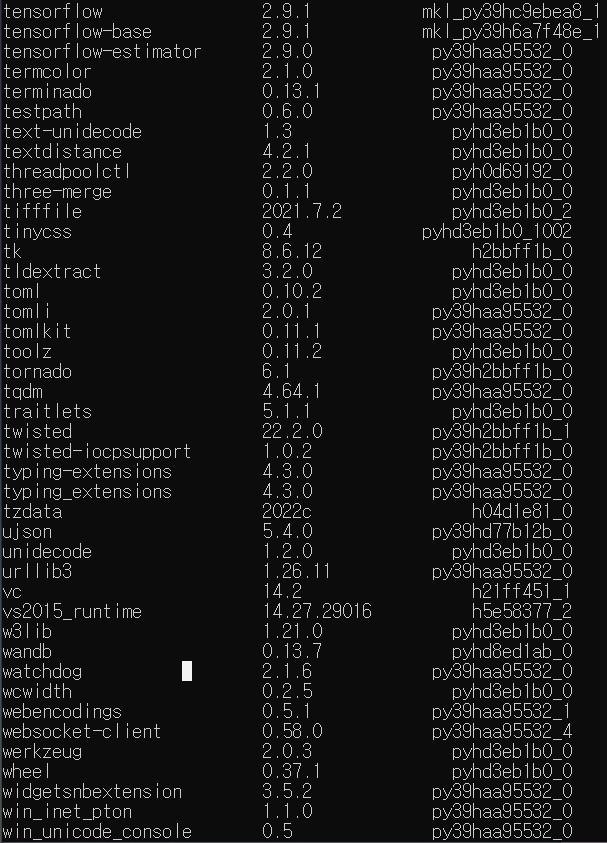 tensorflow 2.9.1 mkl_py39hc9ebea8_1
tensorflow-base 2.9.1 mkl_py39h6a7f48e_1
tensorflow-estimator 2.9.0 py39haa95532_0
termcolor 2.1.0 py39haa95532_0
terminado 0.13.1 py39haa95532_0
testpath 0.6.0 py39haa95532_0
text-unidecode 1.3 pyhd3eb1b0_0
textdistance 4.2.1 pyhd3eb1b0_0
threadpoolctl 2.2.0 pyh0d69192_0
three-merge 0.1.1 pyhd3eb1b0_0
tifffile 2021.7.2 pyhd3eb1b0_2
tinycss 0.4 pyhd3eb1b0_1002
tk 8.6.12 h2bbff1b_0
tldextract 3.2.0 pyhd3eb1b0_0
toml 0.10.2 pyhd3eb1b0_0
tomli 2.0.1 py39haa95532_0
tomlkit 0.11.1 py39haa95532_0
toolz 0.11.2 pyhd3eb1b0_0
tornado 6.1 py39h2bbff1b_0
tqdm 4.64.1 py39haa95532_0
traitlets 5.1.1 pyhd3eb1b0_0
twisted 22.2.0 py39h2bbff1b_1
twisted-iocpsupport 1.0.2 py39h2bbff1b_0
typing-extensions 4.3.0 py39haa95532_0
typing_extensions 4.3.0 py39haa95532_0
tzdata 2022c h04d1e81_0
ujson 5.4.0 py39hd77b12b_0
unidecode 1.2.0 pyhd3eb1b0_0
urllib3 1.26.11 py39haa95532_0
vc 14.2 h21ff451_1
vs2015_runtime 14.27.29016 h5e58377_2
w3lib 1.21.0 pyhd3eb1b0_0
wandb 0.13.7 pyhd8ed1ab_0
watchdog 2.1.6 py39haa95532_0
wcwidth 0.2.5 pyhd3eb1b0_0
webencodings 0.5.1 py39haa95532_1
websocket-client 0.58.0 py39haa95532_4
werkzeug 2.0.3 pyhd3eb1b0_0
wheel 0.37.1 pyhd3eb1b0_0
widgetsnbextension 3.5.2 py39haa95532_0
win_inet_pton 1.1.0 py39haa95532_0
win_unicode_console 0.5 py39haa95532_0